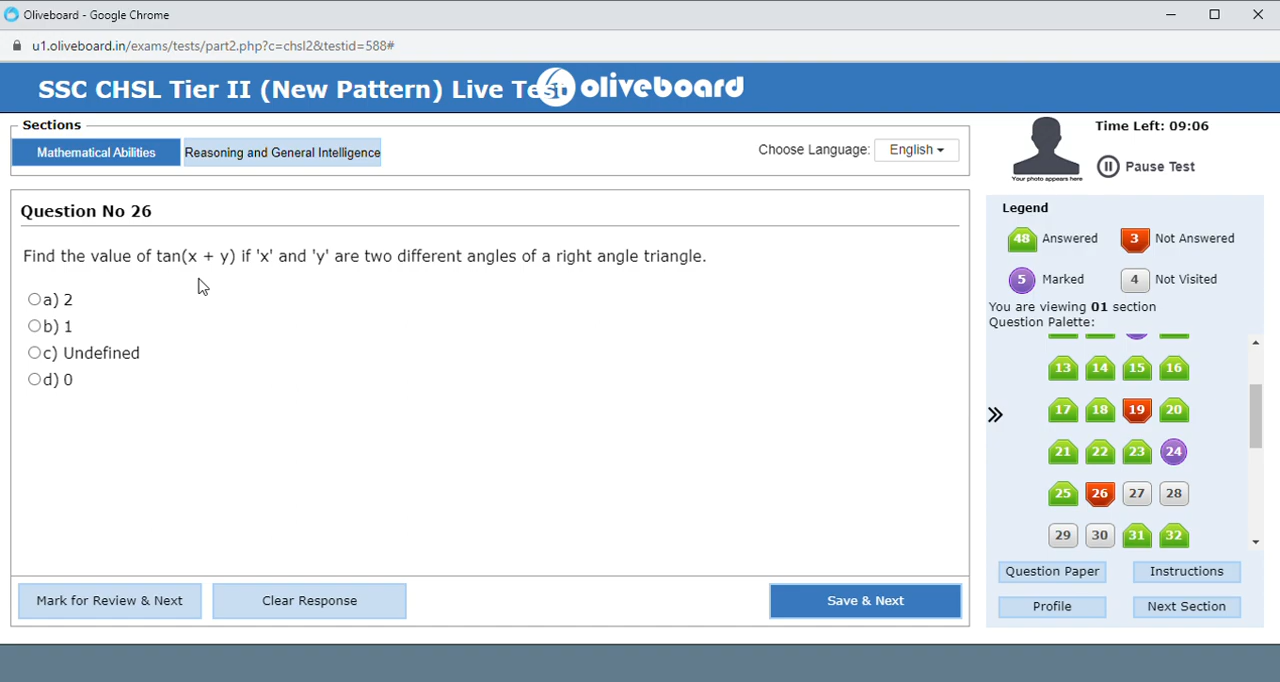 Oliveboard - Google Chrome
u1.oliveboard.in/exams/tests/part2.php?c=chsl2&testid=588#
SSC CHSL Tier II (New Pattern) Live Test
oliveboard
Sections
Mathematical Abilities
Reasoning and General Intelligence
Choose Language:
English
Your photo appears here
Time Left: 09:06
Pause Test
Question No 26
Find the value of tan(x + y) if 'x' and 'y' are two different angles of a right angle triangle.
a) 2
b) 1
c) Undefined
d) 0
Legend
48 Answered
3 Not Answered
5 Marked
4 Not Visited
You are viewing 01 section
Question Palette:
13 14 15 16
17 18 19 20
21 22 23 24
25 26 27 28
29 30 31 32
Mark for Review & Next
Clear Response
Save & Next
Question Paper
Instructions
Profile
Next Section